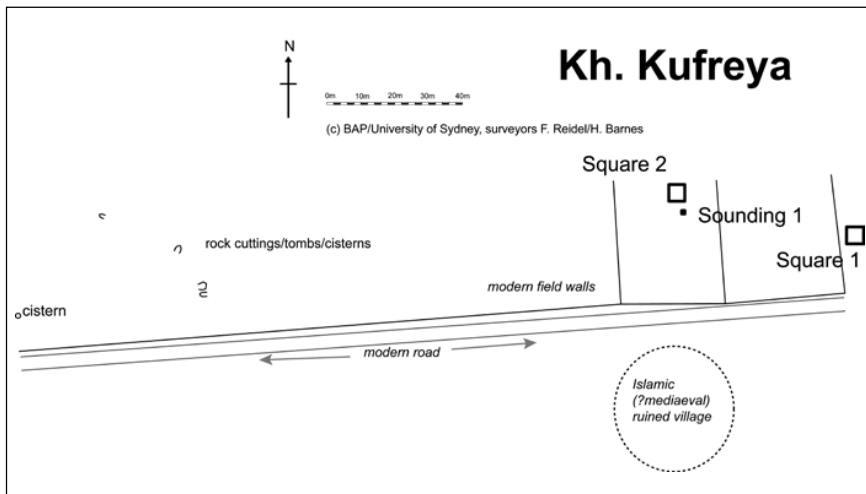 N
Kh. Kufreya
0m 10m 20m 30m 40m
(c) BAP/University of Sydney, surveyors F. Reidel/H. Barnes
Square 2
Sounding 1
Square 1
rock cuttings/tombs/cisterns
modern field walls
cistern
modern road
Islamic
(?mediaeval)
ruined village